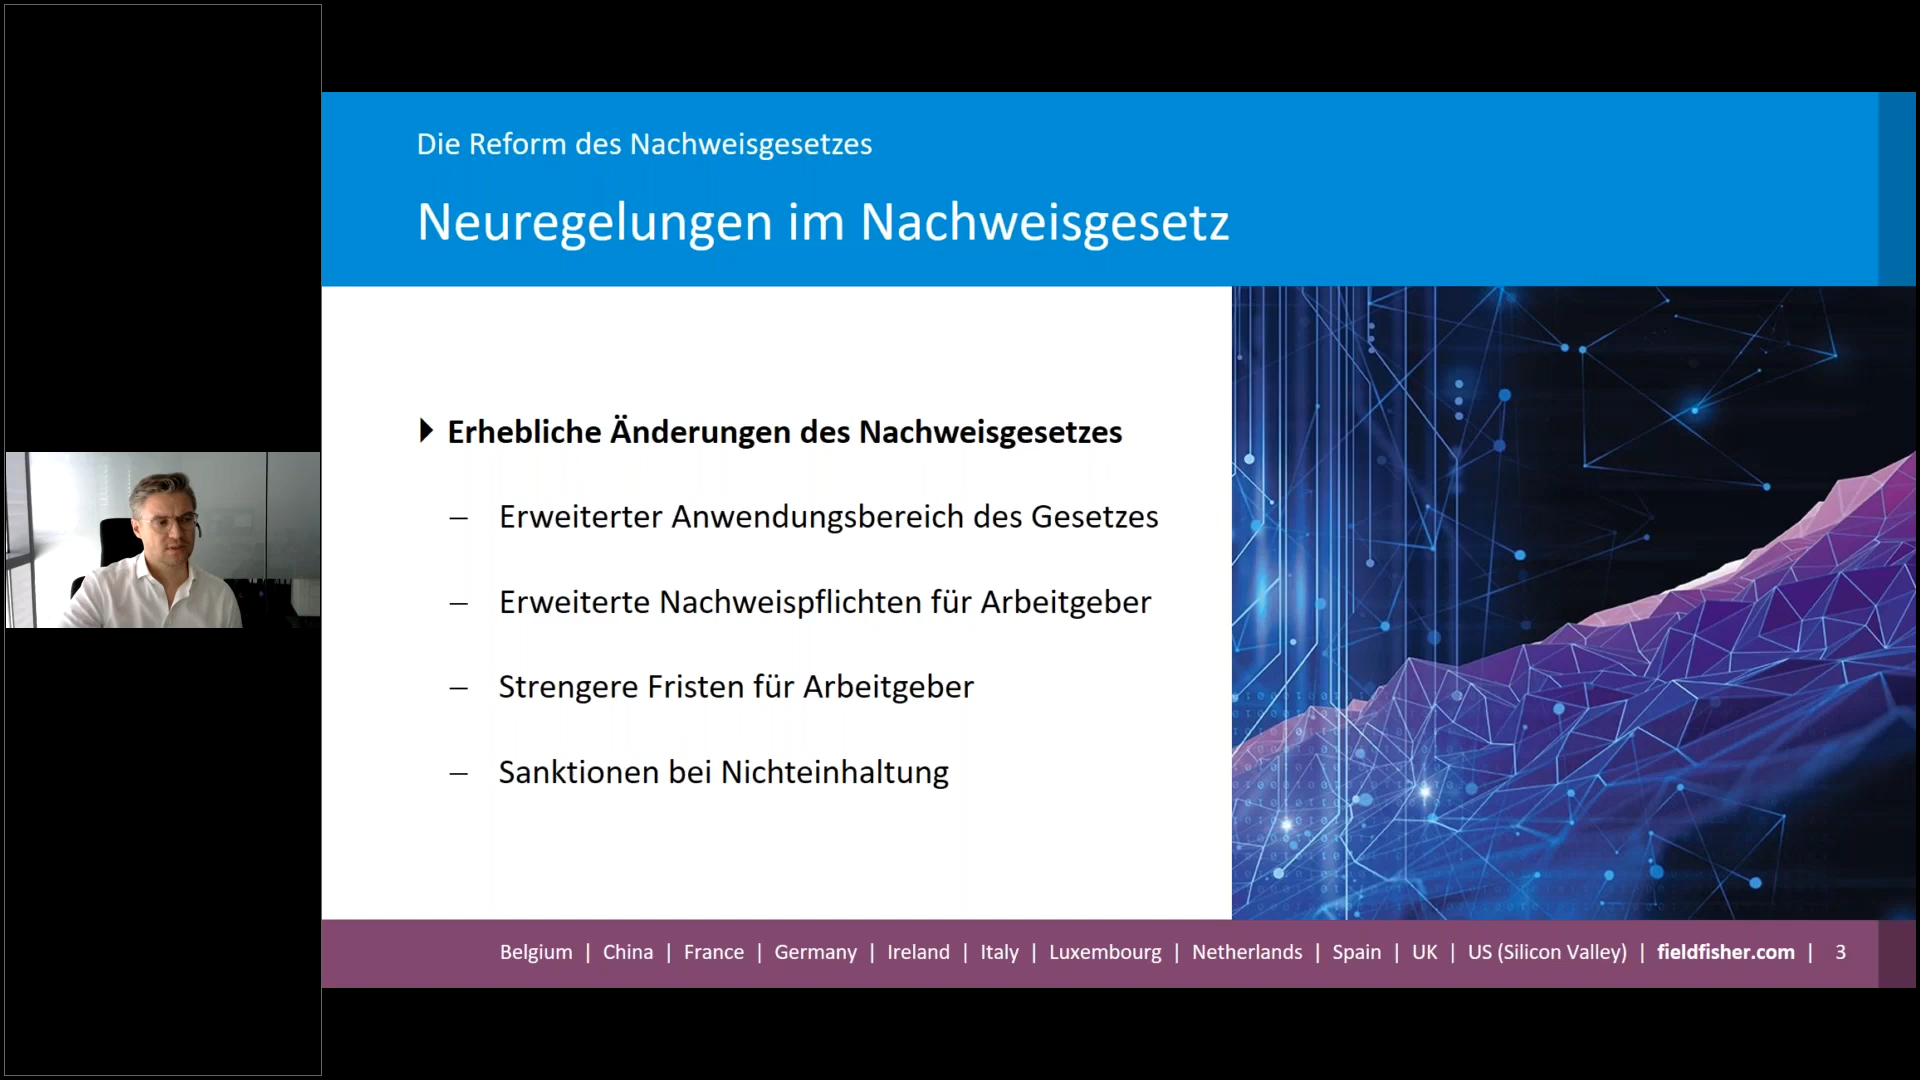 Die Reform des Nachweisgesetzes
Neuregelungen im Nachweisgesetz
Erhebliche Änderungen des Nachweisgesetzes
– Erweiterter Anwendungsbereich des Gesetzes
– Erweiterte Nachweispflichten für Arbeitgeber
– Strengere Fristen für Arbeitgeber
– Sanktionen bei Nichteinhaltung
Belgium | China | France | Germany | Ireland | Italy | Luxembourg | Netherlands | Spain | UK | US (Silicon Valley) | fieldfisher.com | 3